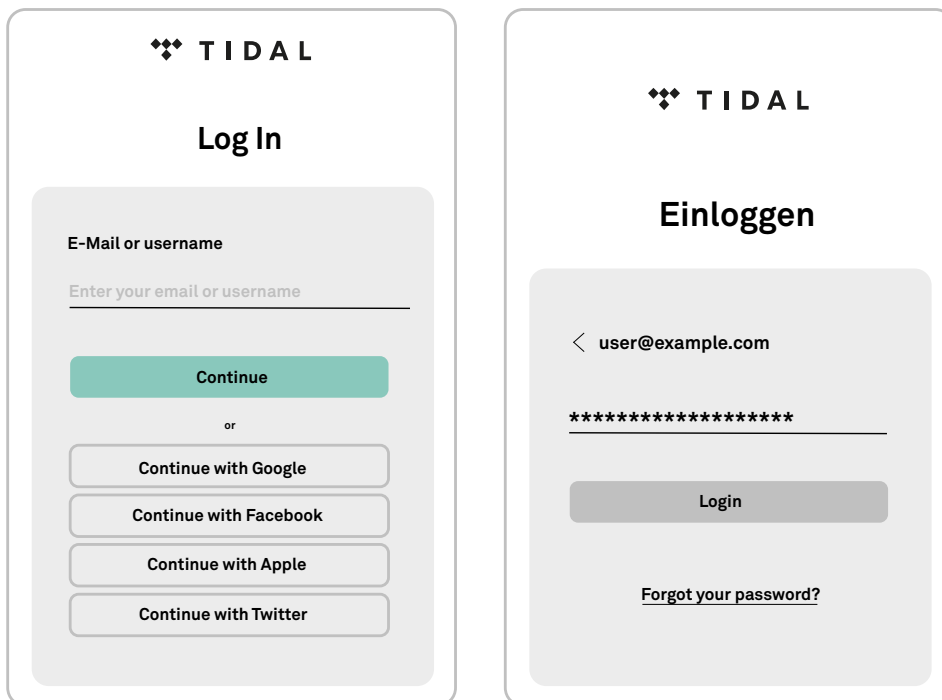 TIDAL
Log In
E-Mail or username
Enter your email or username
Continue
or
Continue with Google
Continue with Facebook
Continue with Apple
Continue with Twitter
TIDAL
Einloggen
< user@example.com
*******************
Login
Forgot your password?